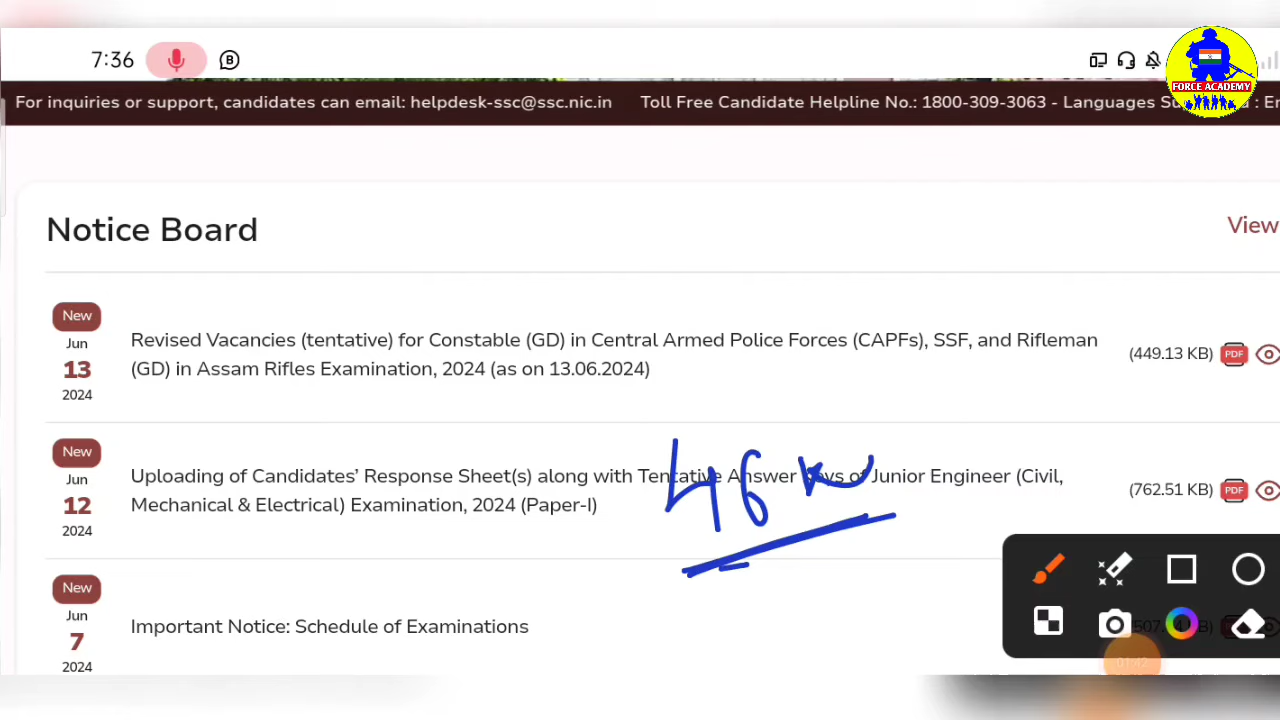 7:36
B
FORCE ACADEMY
For inquiries or support, candidates can email: helpdesk-ssc@ssc.nic.in Toll Free Candidate Helpline No.: 1800-309-3063 - Languages
Notice Board
View
New
Jun
13
2024
Revised Vacancies (tentative) for Constable (GD) in Central Armed Police Forces (CAPFs), SSF, and Rifleman
(GD) in Assam Rifles Examination, 2024 (as on 13.06.2024)
(449.13 KB)
PDF
New
Jun
12
2024
Uploading of Candidates' Response Sheet(s) along with Tentative Answer Keys of Junior Engineer (Civil,
Mechanical & Electrical) Examination, 2024 (Paper-I)
(762.51 KB)
PDF
46 K
New
Jun
7
2024
Important Notice: Schedule of Examinations
01:42